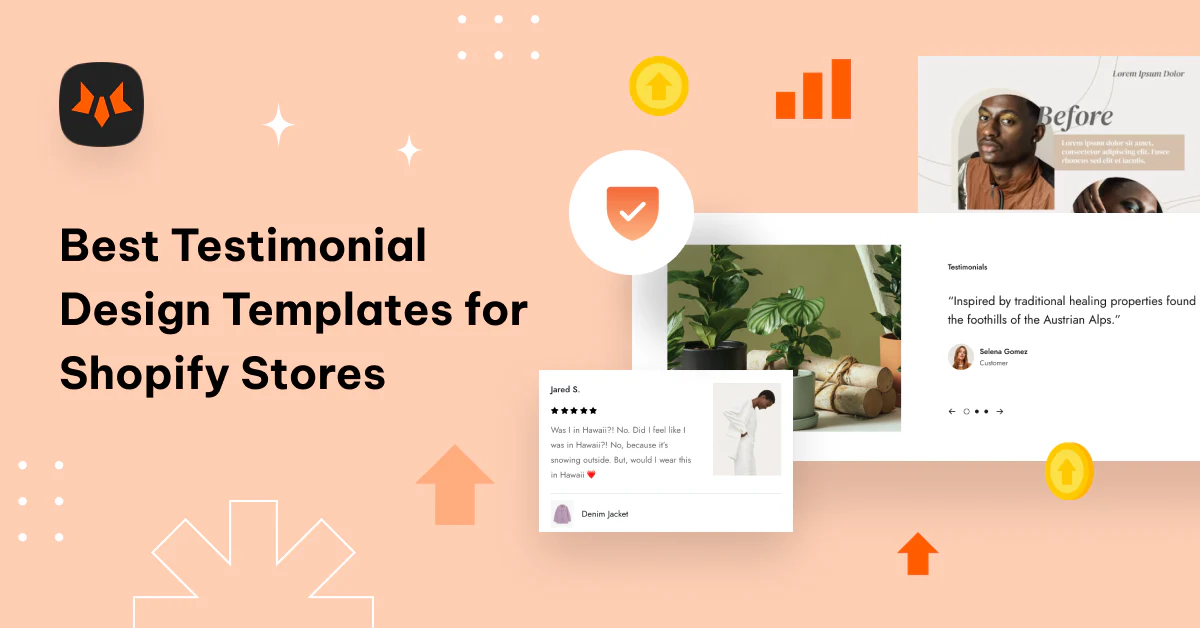 Best Testimonial
Design Templates for
Shopify Stores
Lorem Ipsum Dolor
Before
Lorem ipsum dolor sit amet,
consectetur adipiscing elit. Fusce
rhoncus sed elit et iaculis.
Testimonials
“Inspired by traditional healing properties found
the foothills of the Austrian Alps.”
Selena Gomez
Customer
Jared S.
Was I in Hawaii?! No. Did I feel like I
was in Hawaii?! No, because it's
snowing outside. But, would I wear this
in Hawaii ❤️
Denim Jacket